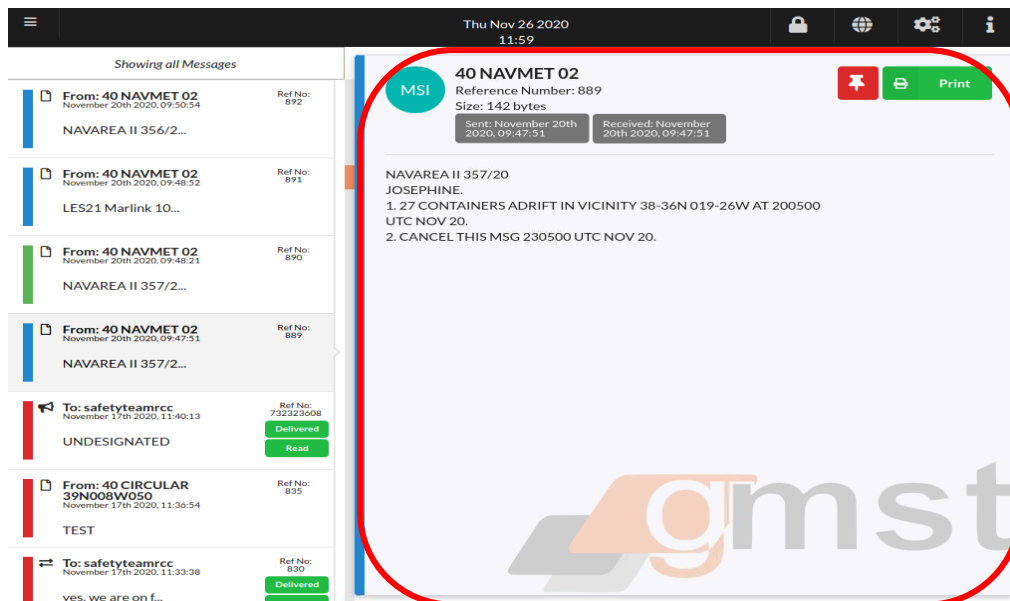 Thu Nov 26 2020
11:59
Showing all Messages
From: 40 NAVMET 02
November 20th 2020, 09:50:54
Ref No:
892
NAVAREA II 356/2...
From: 40 NAVMET 02
November 20th 2020, 09:48:52
Ref No:
891
LES21 Marlink 10...
From: 40 NAVMET 02
November 20th 2020, 09:48:21
Ref No:
890
NAVAREA II 357/2...
From: 40 NAVMET 02
November 20th 2020, 09:47:51
Ref No:
889
NAVAREA II 357/2...
To: safetyteamrcc
November 17th 2020, 11:40:13
Ref No:
732323608
Delivered
Read
UNDESIGNATED
From: 40 CIRCULAR
39N008W050
November 17th 2020, 11:36:54
Ref No:
835
TEST
To: safetyteamrcc
November 17th 2020, 11:33:38
Ref No:
830
Delivered
yes, we are on f...
MSI
40 NAVMET 02
Reference Number: 889
Size: 142 bytes
Sent: November 20th
2020, 09:47:51
Received: November
20th 2020, 09:47:51
Print
NAVAREA II 357/20
JOSEPHINE.
1. 27 CONTAINERS ADRIFT IN VICINITY 38-36N 019-26W AT 200500
UTC NOV 20.
2. CANCEL THIS MSG 230500 UTC NOV 20.
gmst